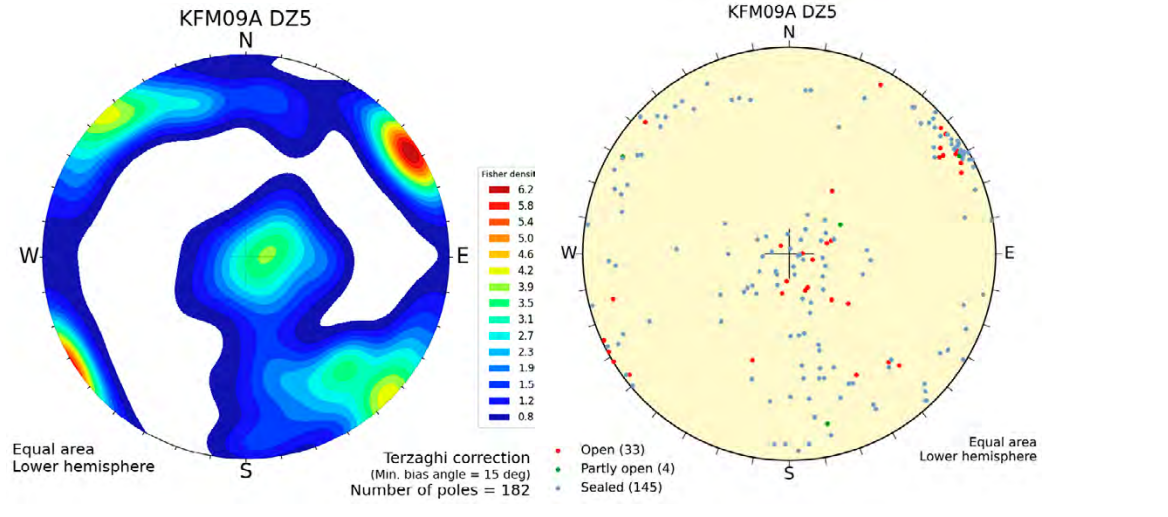 KFM09A DZ5
N
W
E
S
Fisher densit
6.2
5.8
5.4
5.0
4.6
4.2
3.9
3.5
3.1
2.7
2.3
1.9
1.5
1.2
0.8
Equal area
Lower hemisphere
Terzaghi correction
(Min. bias angle = 15 deg)
Number of poles = 182
KFM09A DZ5
N
W
E
S
Open (33)
Partly open (4)
Sealed (145)
Equal area
Lower hemisphere